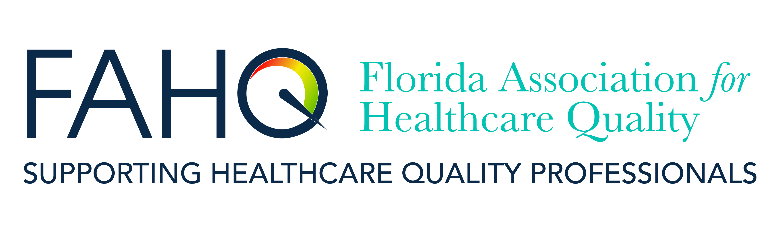 FAHQ
Florida Association for
Healthcare Quality
SUPPORTING HEALTHCARE QUALITY PROFESSIONALS